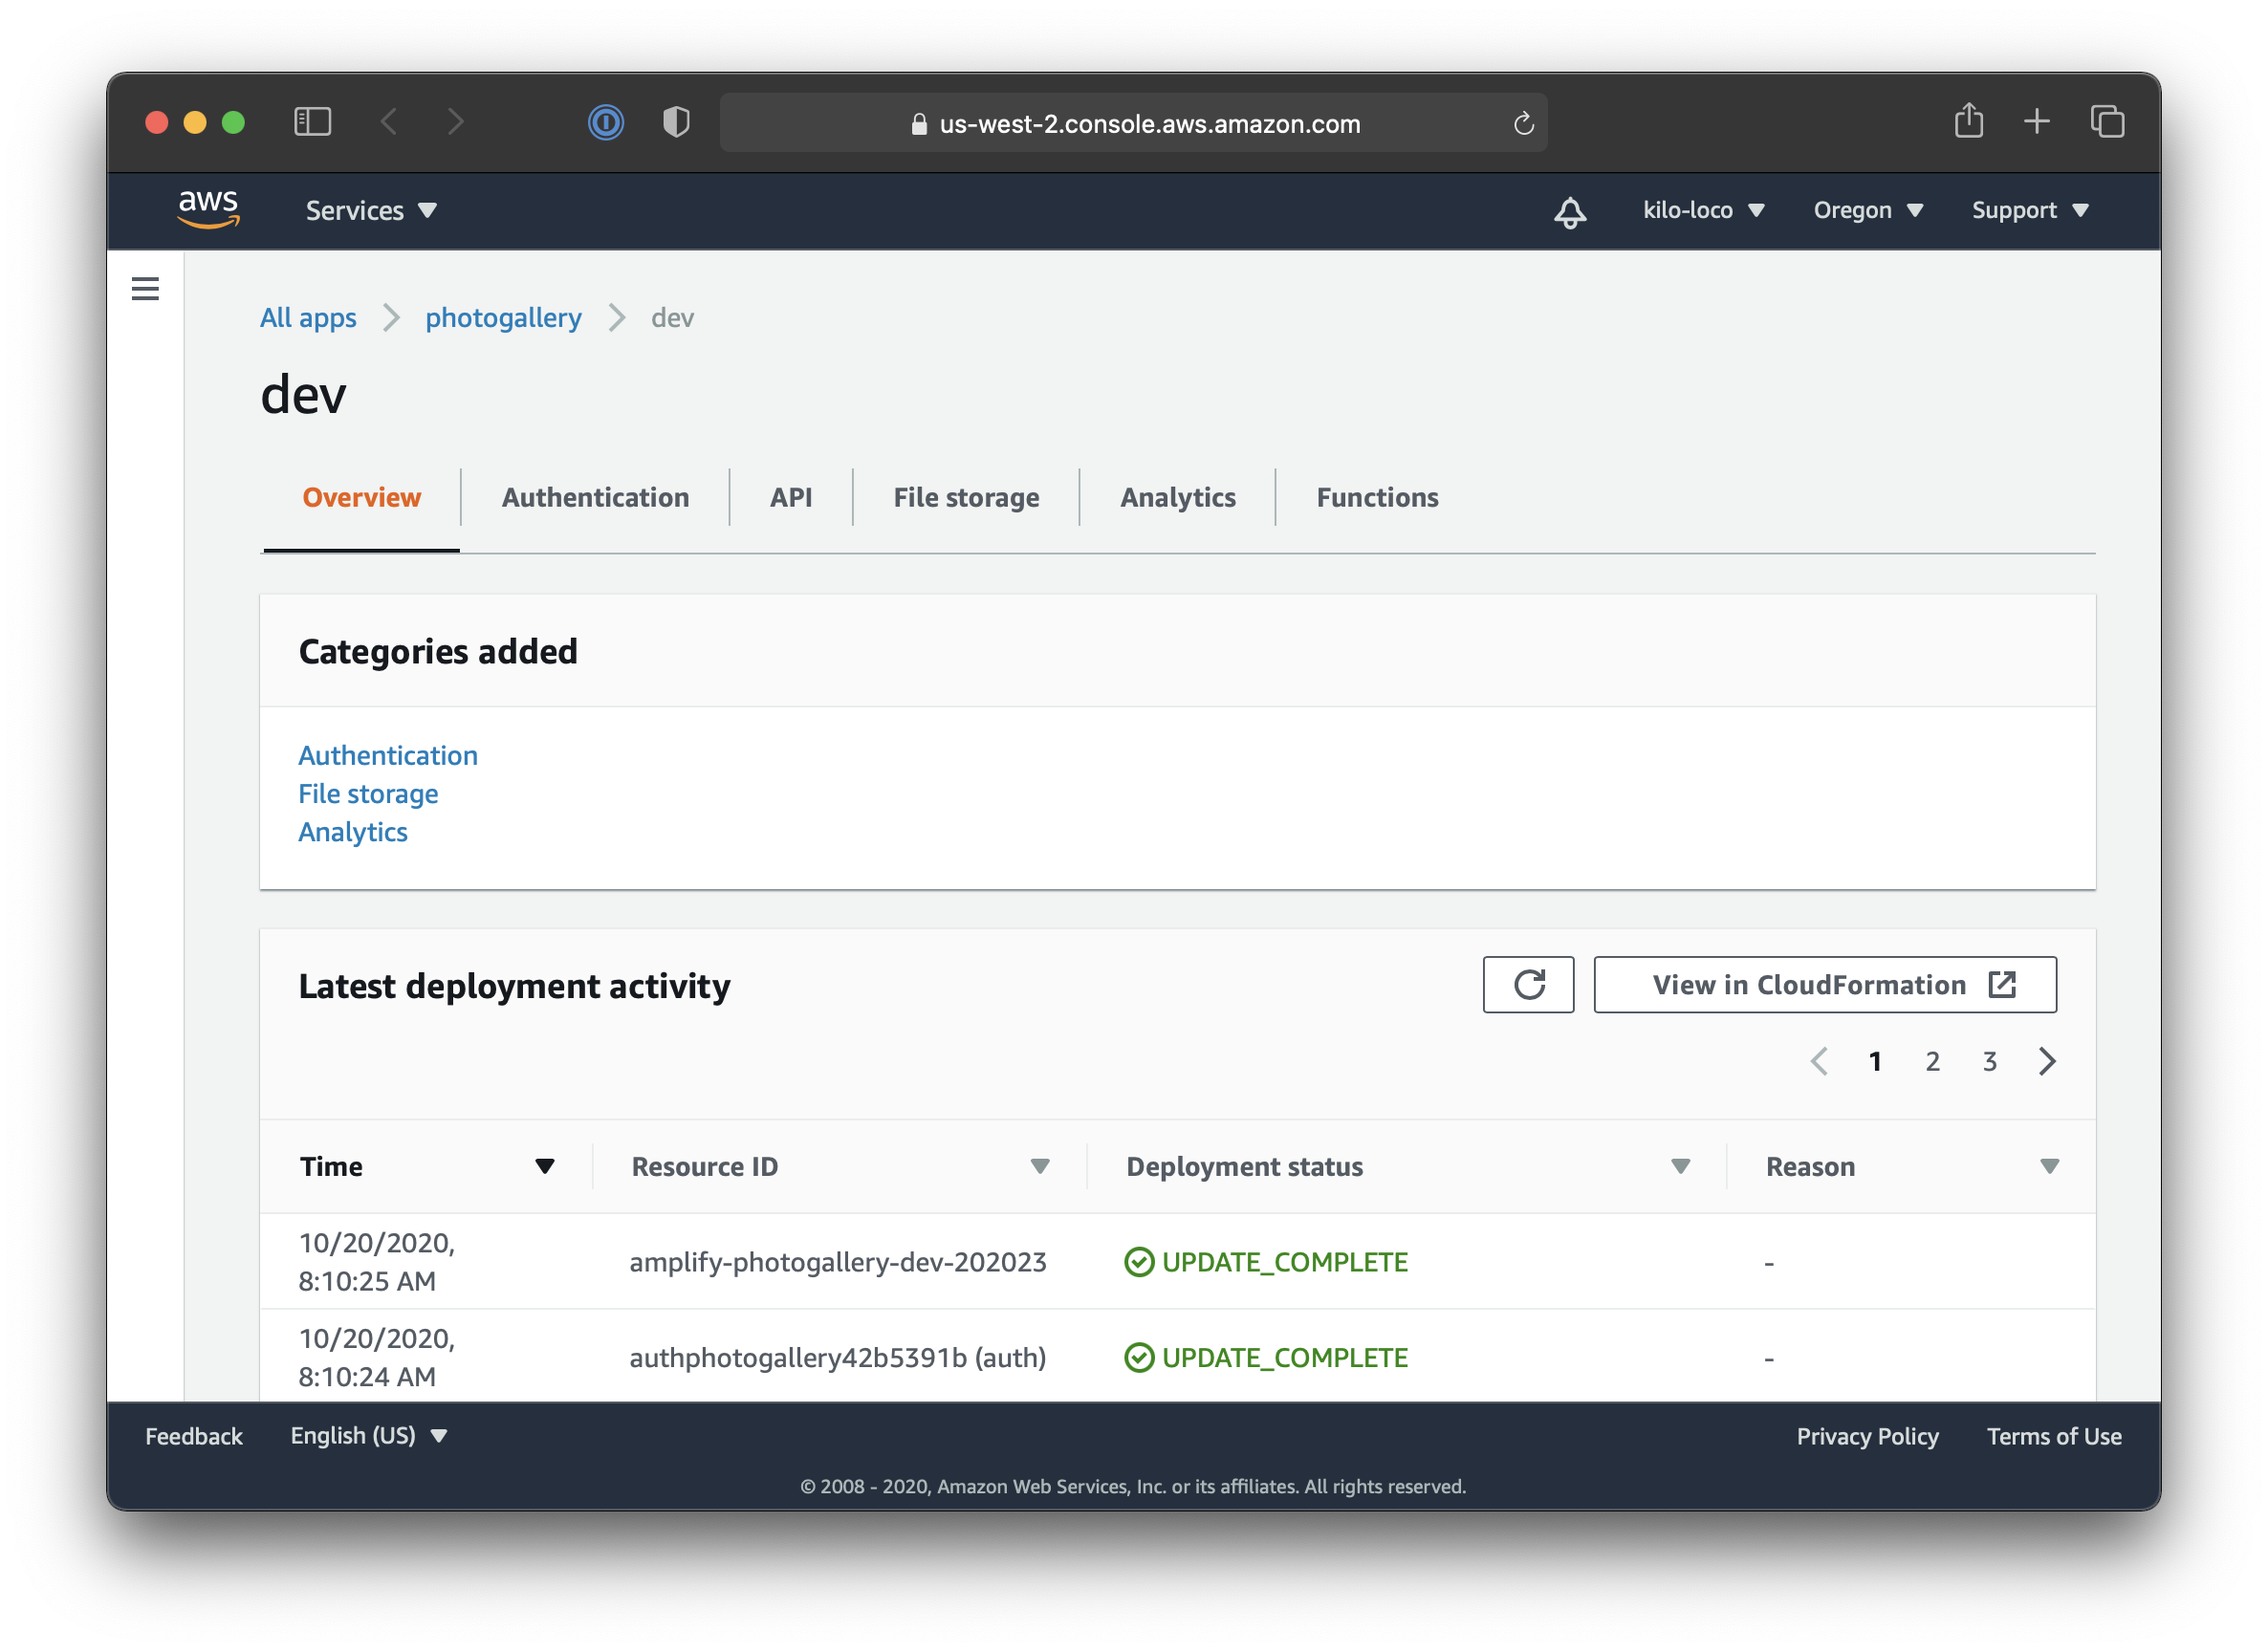 us-west-2.console.aws.amazon.com
aws
Services
kilo-loco
Oregon
Support
All apps
photogallery
dev
dev
Overview
Authentication
API
File storage
Analytics
Functions
Categories added
Authentication
File storage
Analytics
Latest deployment activity
View in CloudFormation
1 2 3
Time
Resource ID
Deployment status
Reason
10/20/2020,
8:10:25 AM
amplify-photogallery-dev-202023
UPDATE_COMPLETE
-
10/20/2020,
8:10:24 AM
authphotogallery42b5391b (auth)
UPDATE_COMPLETE
-
Feedback
English (US)
Privacy Policy
Terms of Use
© 2008 - 2020, Amazon Web Services, Inc. or its affiliates. All rights reserved.